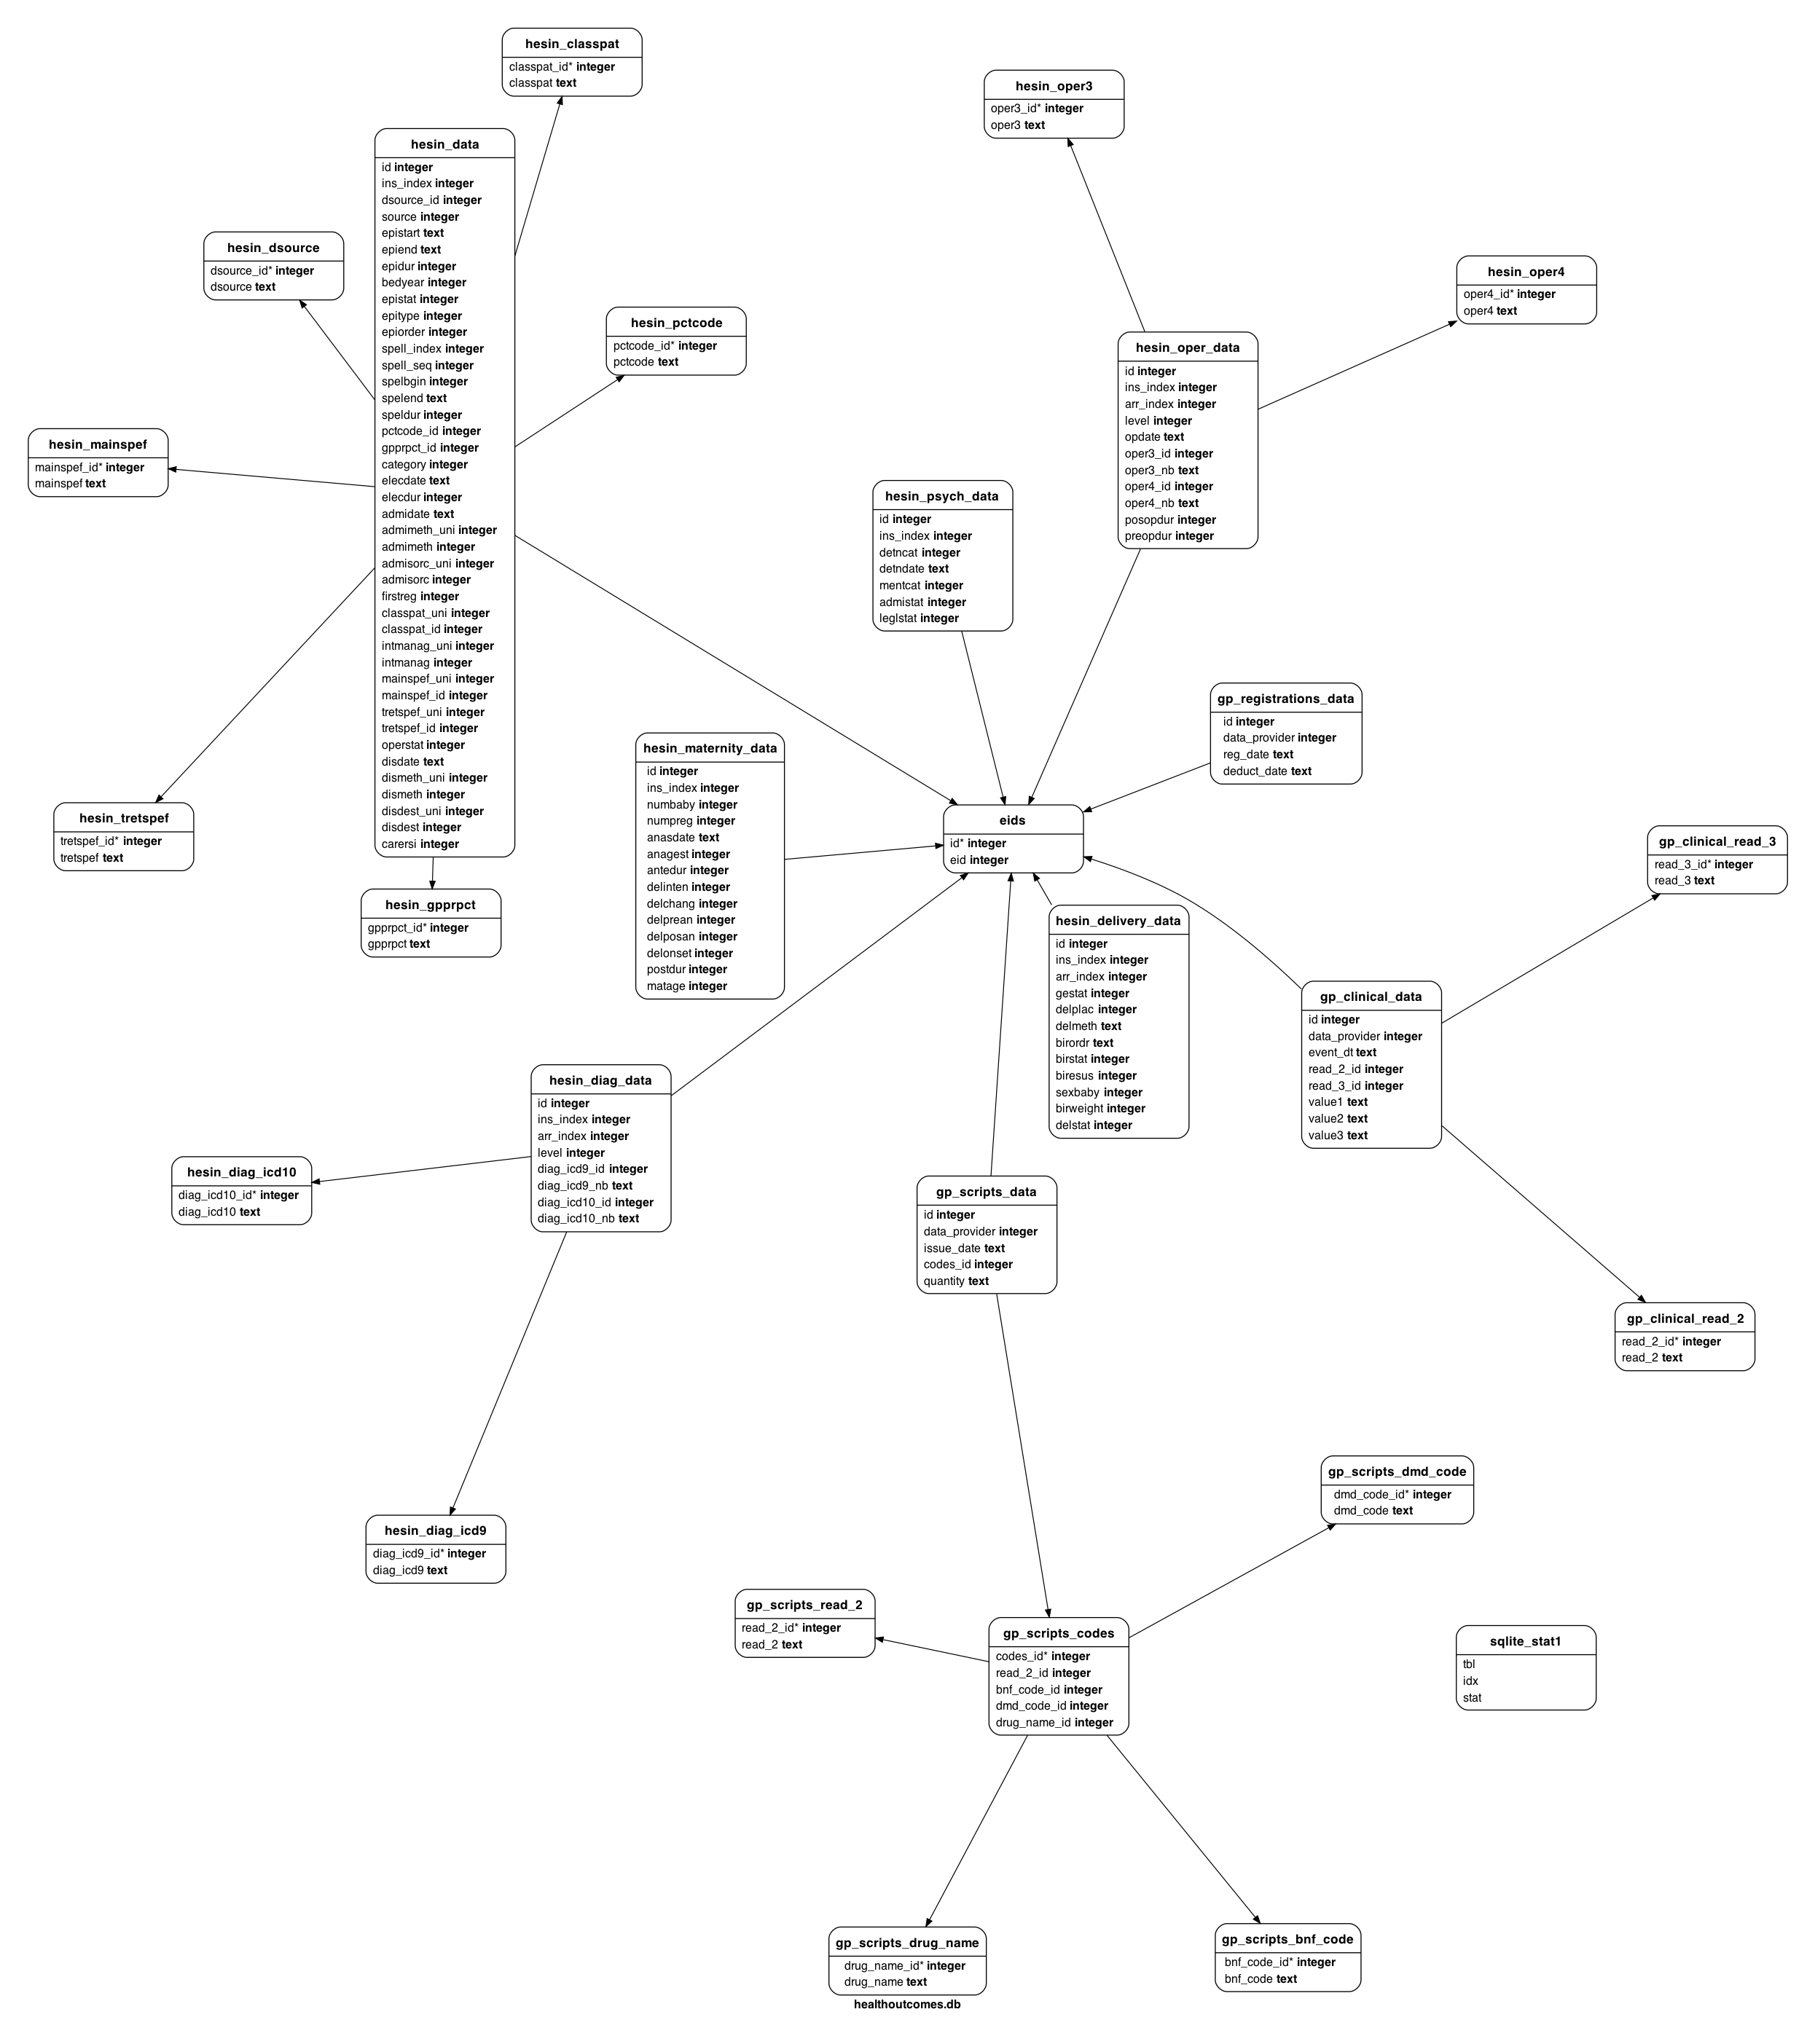 hesin_classpat
classpat_id* integer
classpat text
hesin_oper3
oper3_id* integer
oper3 text
hesin_data
id integer
ins_index integer
dsource_id integer
source integer
epistart text
epiend text
epidur integer
bedyear integer
epistat integer
epitype integer
epiorder integer
spell_index integer
spell_seq integer
spelbgin integer
spelend text
speldur integer
pctcode_id integer
gpprpct_id integer
category integer
elecdate text
elecdur integer
admidate text
admimeth_uni integer
admimeth integer
admisorc_uni integer
admisorc integer
firstreg integer
classpat_uni integer
classpat_id integer
intmanag_uni integer
intmanag integer
mainspef_uni integer
mainspef_id integer
tretspef_uni integer
tretspef_id integer
operstat integer
disdate text
dismeth_uni integer
dismeth integer
disdest_uni integer
disdest integer
carersi integer
hesin_dsource
dsource_id* integer
dsource text
hesin_oper4
oper4_id* integer
oper4 text
hesin_pctcode
pctcode_id* integer
pctcode text
hesin_oper_data
id integer
ins_index integer
arr_index integer
level integer
opdate text
oper3_id integer
oper3_nb text
oper4_id integer
oper4_nb text
posopdur integer
preopdur integer
hesin_mainspef
mainspef_id* integer
mainspef text
hesin_psych_data
id integer
ins_index integer
detncat integer
detndate text
mentcat integer
admistat integer
leglstat integer
gp_registrations_data
id integer
data_provider integer
reg_date text
deduct_date text
hesin_maternity_data
id integer
ins_index integer
numbaby integer
numpreg integer
anasdate text
anagest integer
antedur integer
delinten integer
delchang integer
delprean integer
delposan integer
delonset integer
postdur integer
matage integer
hesin_tretspef
tretspef_id* integer
tretspef text
eids
id* integer
eid integer
gp_clinical_read_3
read_3_id* integer
read_3 text
hesin_gpprpct
gpprpct_id* integer
gpprpct text
hesin_delivery_data
id integer
ins_index integer
arr_index integer
gestat integer
delplac integer
delmeth text
birordr text
birstat integer
biresus integer
sexbaby integer
birweight integer
delstat integer
gp_clinical_data
id integer
data_provider integer
event_dt text
read_2_id integer
read_3_id integer
value1 text
value2 text
value3 text
hesin_diag_data
id integer
ins_index integer
arr_index integer
level integer
diag_icd9_id integer
diag_icd9_nb text
diag_icd10_id integer
diag_icd10_nb text
hesin_diag_icd10
diag_icd10_id* integer
diag_icd10 text
gp_scripts_data
id integer
data_provider integer
issue_date text
codes_id integer
quantity text
gp_clinical_read_2
read_2_id* integer
read_2 text
gp_scripts_dmd_code
dmd_code_id* integer
dmd_code text
hesin_diag_icd9
diag_icd9_id* integer
diag_icd9 text
gp_scripts_read_2
read_2_id* integer
read_2 text
gp_scripts_codes
codes_id* integer
read_2_id integer
bnf_code_id integer
dmd_code_id integer
drug_name_id integer
sqlite_stat1
tbl
idx
stat
gp_scripts_drug_name
drug_name_id* integer
drug_name text
gp_scripts_bnf_code
bnf_code_id* integer
bnf_code text
healthoutcomes.db